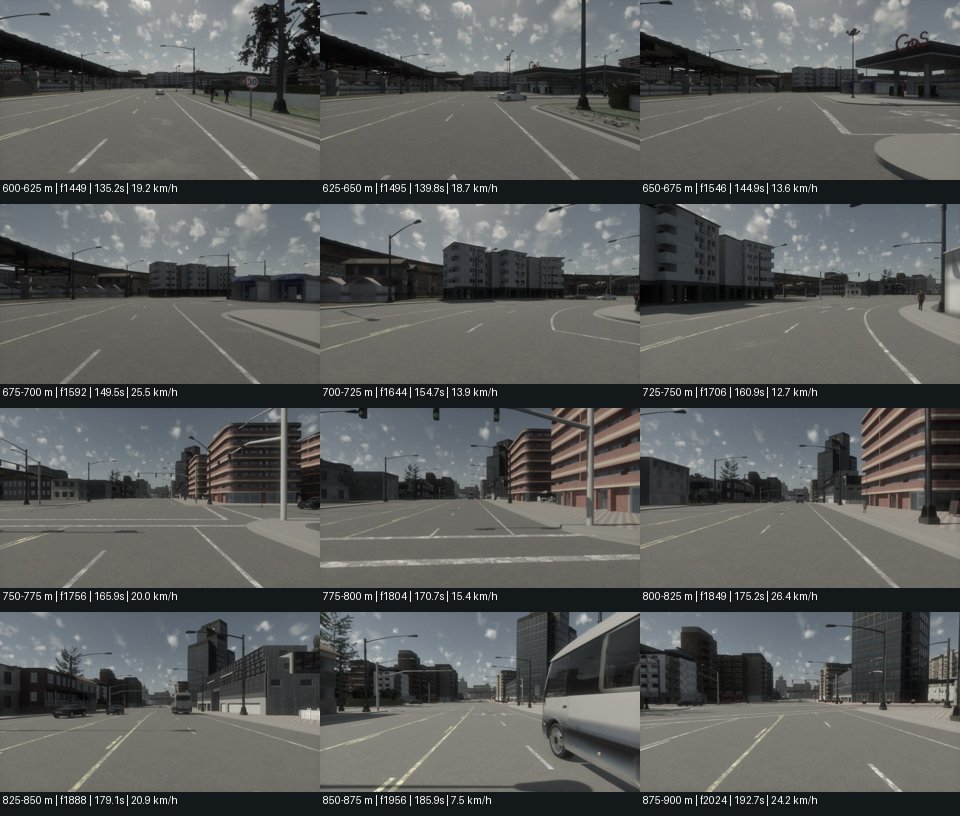 30
Gas
GAS
600-625 m | f1449 | 135.2s | 19.2 km/h
625-650 m | f1495 | 139.8s | 18.7 km/h
650-675 m | f1546 | 144.9s | 13.6 km/h
675-700 m | f1592 | 149.5s | 25.5 km/h
700-725 m | f1644 | 154.7s | 13.9 km/h
725-750 m | f1706 | 160.9s | 12.7 km/h
750-775 m | f1756 | 165.9s | 20.0 km/h
775-800 m | f1804 | 170.7s | 15.4 km/h
800-825 m | f1849 | 175.2s | 26.4 km/h
825-850 m | f1888 | 179.1s | 20.9 km/h
850-875 m | f1956 | 185.9s | 7.5 km/h
875-900 m | f2024 | 192.7s | 24.2 km/h